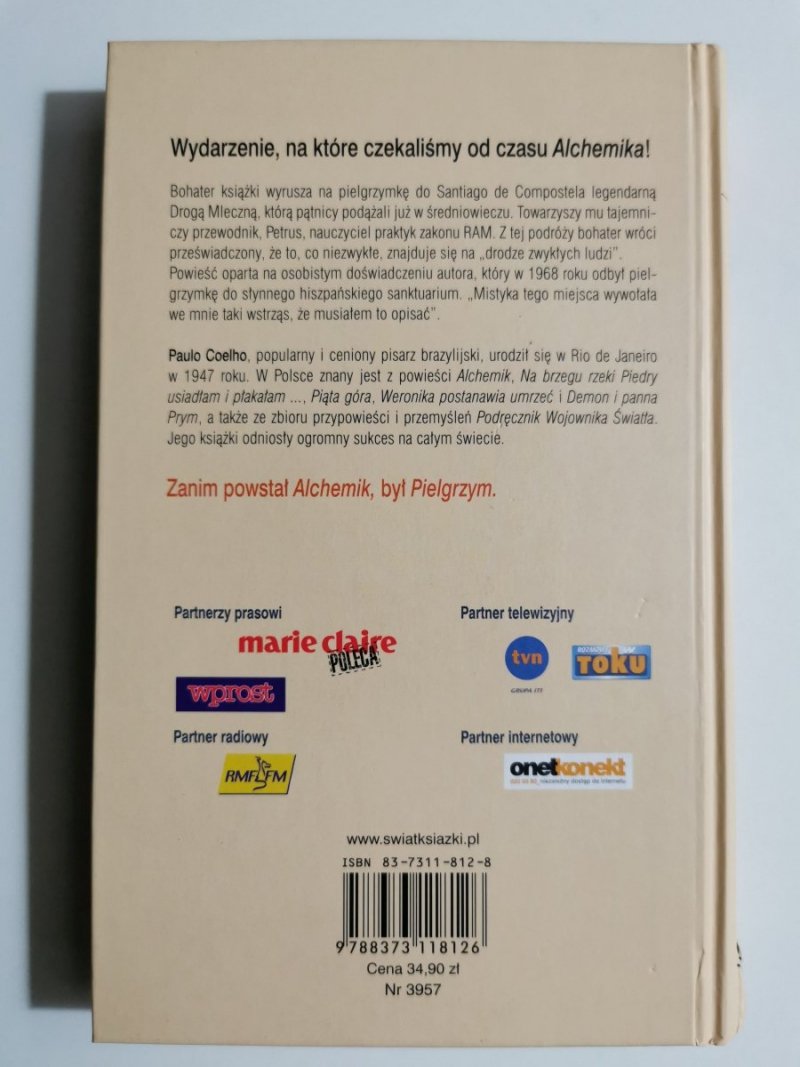 Wydarzenie, na które czekaliśmy od czasu Alchemika!
Bohater książki wyrusza na pielgrzymkę do Santiago de Compostela legendarną
Drogą Mleczną, którą pątnicy podążali już w średniowieczu. Towarzyszy mu tajemni-
czy przewodnik, Petrus, nauczyciel praktyk zakonu RAM. Z tej podróży bohater wróci
przeświadczony, że to, co niezwykłe, znajduje się na „drodze zwykłych ludzi”.
Powieść oparta na osobistym doświadczeniu autora, który w 1968 roku odbył piel-
grzymkę do słynnego hiszpańskiego sanktuarium. „Mistyka tego miejsca wywołała
we mnie taki wstrząs, że musiałem to opisać”.
Paulo Coelho, popularny i ceniony pisarz brazylijski, urodził się w Rio de Janeiro
w 1947 roku. W Polsce znany jest z powieści Alchemik, Na brzegu rzeki Piedry
usiadłam i płakałam ..., Piąta góra, Weronika postanawia umrzeć i Demon i panna
Prym, a także ze zbioru przypowieści i przemyśleń Podręcznik Wojownika Światła.
Jego książki odniosły ogromny sukces na całym świecie.
Zanim powstał Alchemik, był Pielgrzym.
Partnerzy prasowi
marie claire
POLECA
wprost
Partner telewizyjny
tvn
GRUPA ITI
ROZMOWY W
TOKU
Partner radiowy
RMF FM
Partner internetowy
onetkonekt
niezależny dostęp do Internetu
www.swiatksiazki.pl
ISBN 83-7311-812-8
9 788373 118126
Cena 34,90 zł
Nr 3957